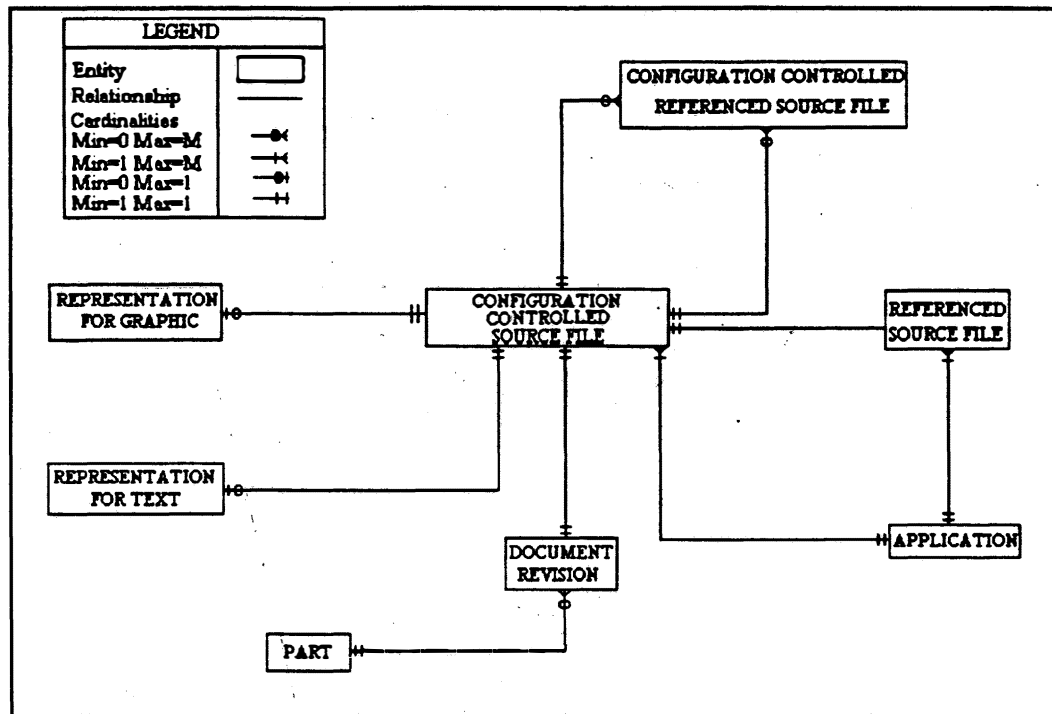 LEGEND
Entity
Relationship
Cardinalities
Min=0 Max=M
Min=1 Max=M
Min=0 Max=1
Min=1 Max=1
CONFIGURATION CONTROLLED
REFERENCED SOURCE FILE
REPRESENTATION
FOR GRAPHIC
CONFIGURATION
CONTROLLED
SOURCE FILE
REFERENCED
SOURCE FILE
REPRESENTATION
FOR TEXT
DOCUMENT
REVISION
APPLICATION
PART